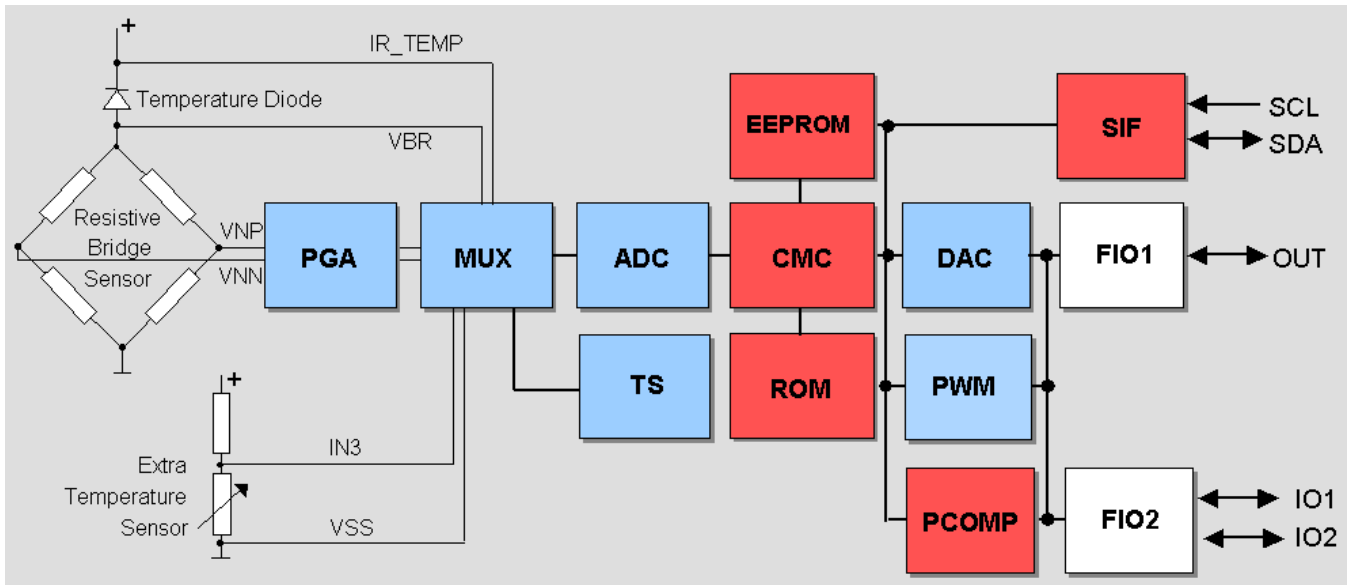 +
IR_TEMP
Temperature Diode
VBR
EEPROM
SIF
SCL
SDA
Resistive
Bridge
Sensor
VNP
VNN
PGA
MUX
ADC
CMC
DAC
FIO1
OUT
TS
ROM
PWM
+
IN3
Extra
Temperature
Sensor
VSS
PCOMP
FIO2
IO1
IO2